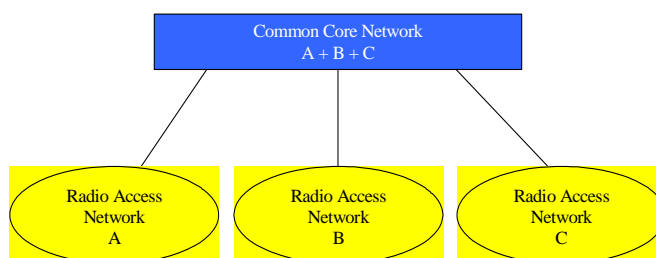 Common Core Network
A + B + C
Radio Access
Network
A
Radio Access
Network
B
Radio Access
Network
C